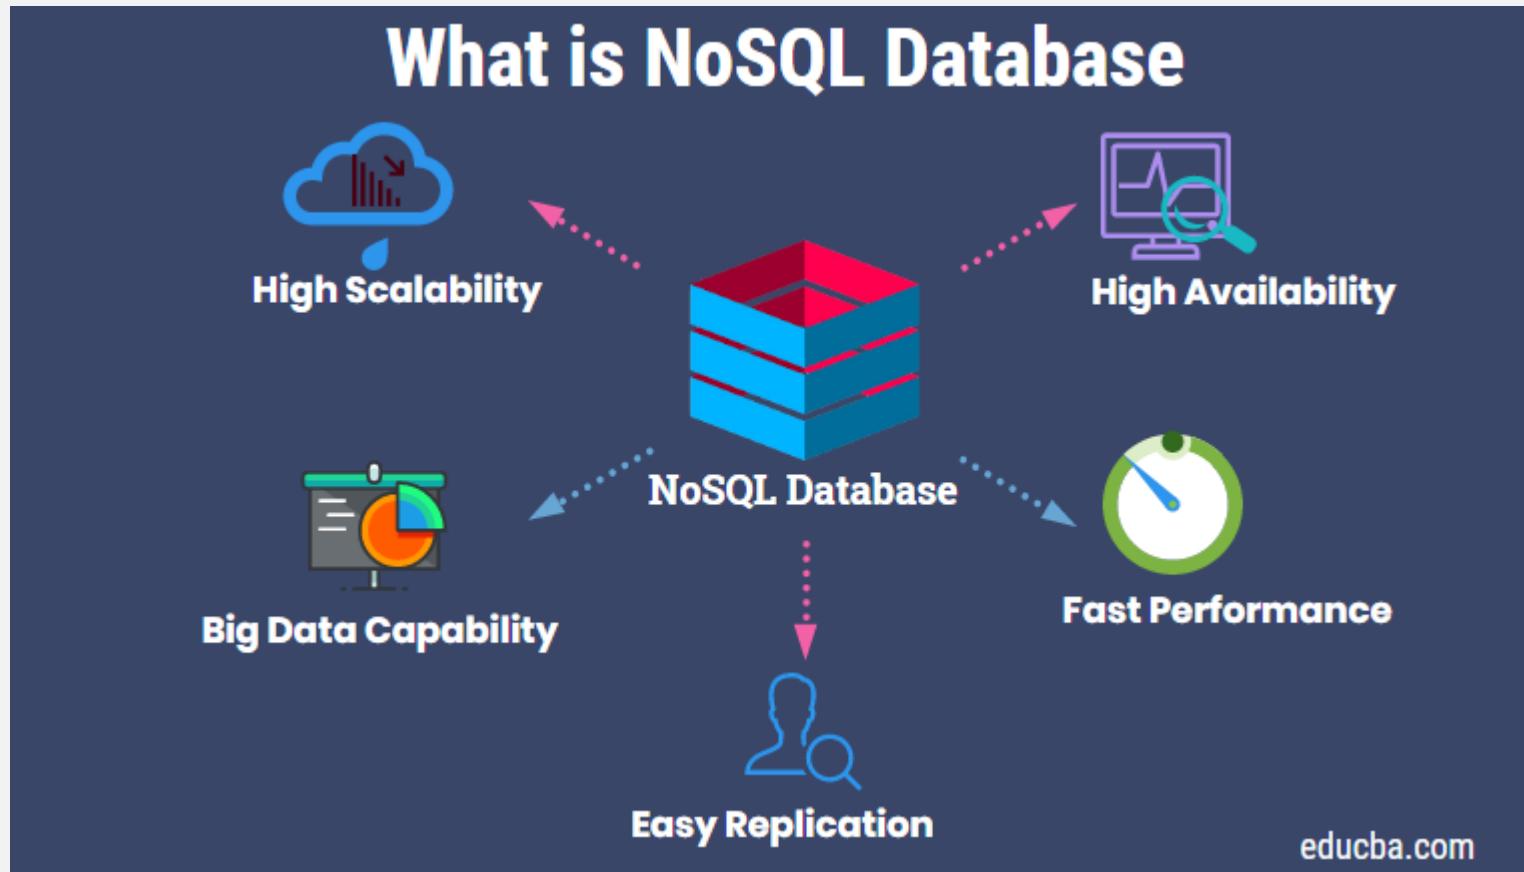 What is NoSQL Database
High Scalability
High Availability
NoSQL Database
Big Data Capability
Fast Performance
Easy Replication
educba.com